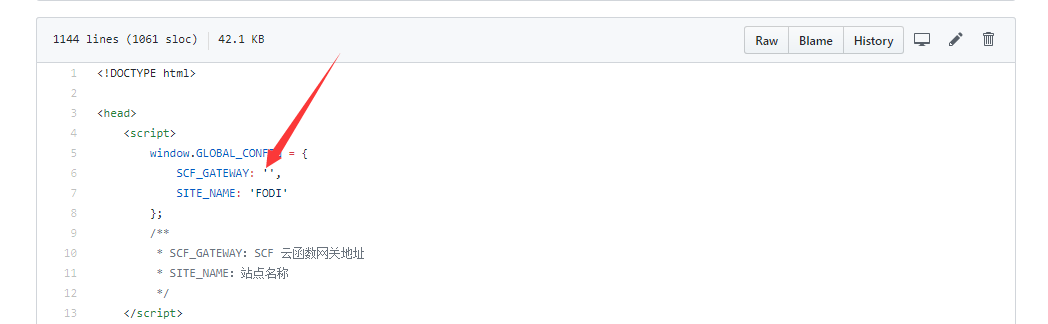 1144 lines (1061 sloc) 42.1 KB Raw Blame History
1 <!DOCTYPE html>
2
3 <head>
4 <script>
5 window.GLOBAL_CONFIG = {
6 SCF_GATEWAY: '',
7 SITE_NAME: 'FODI'
8 };
9 /**
10 * SCF_GATEWAY: SCF 云函数网关地址
11 * SITE_NAME: 站点名称
12 */
13 </script>